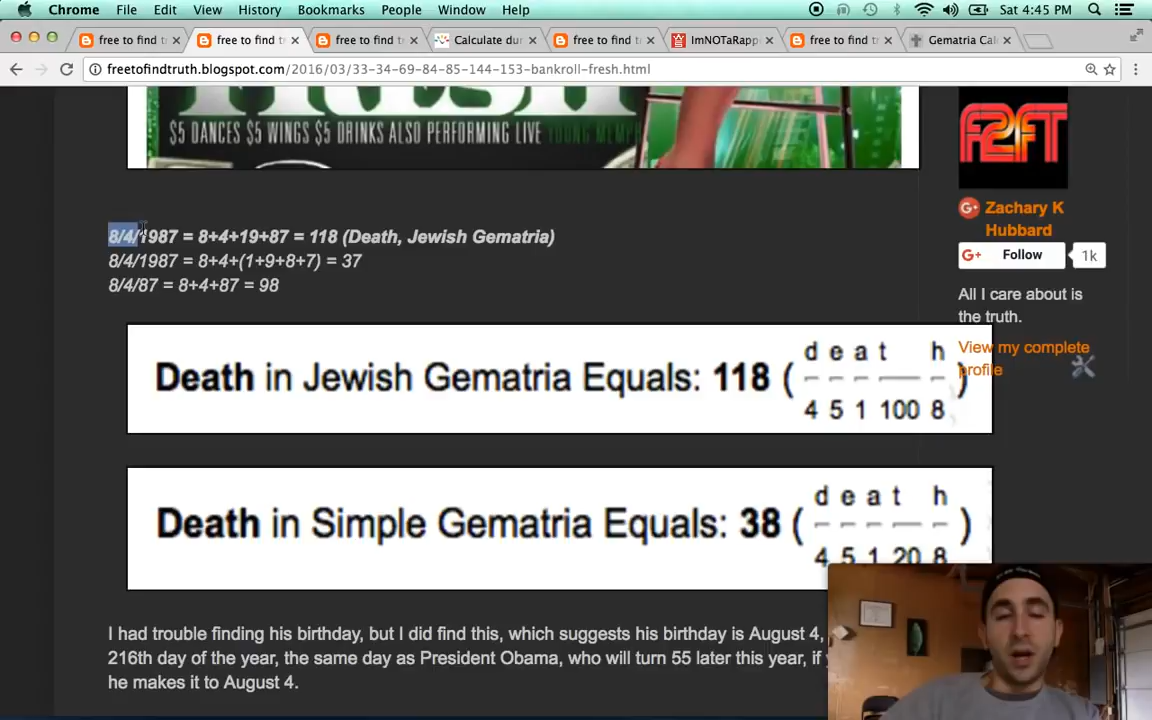 Chrome File Edit View History Bookmarks People Window Help Sat 4:45 PM
free to find t free to find t free to find t Calculate du free to find t ImNOTaRapp free to find t Gematria Cal
freetofindtruth.blogspot.com/2016/03/33-34-69-84-85-144-153-bankroll-fresh.html
$5 DANCES $5 WINGS $5 DRINKS ALSO PERFORMING LIVE YOUNG
F2FT
Zachary K
Hubbard
Follow 1k
All I care about is
the truth.
View my complete
profile
8/4/1987 = 8+4+19+87 = 118 (Death, Jewish Gematria)
8/4/1987 = 8+4+(1+9+8+7) = 37
8/4/87 = 8+4+87 = 98
Death in Jewish Gematria Equals: 118 (
d e a t h
4 5 1 100 8
)
Death in Simple Gematria Equals: 38 (
d e a t h
4 5 1 20 8
)
I had trouble finding his birthday, but I did find this, which suggests his birthday is August 4,
216th day of the year, the same day as President Obama, who will turn 55 later this year, if
he makes it to August 4.